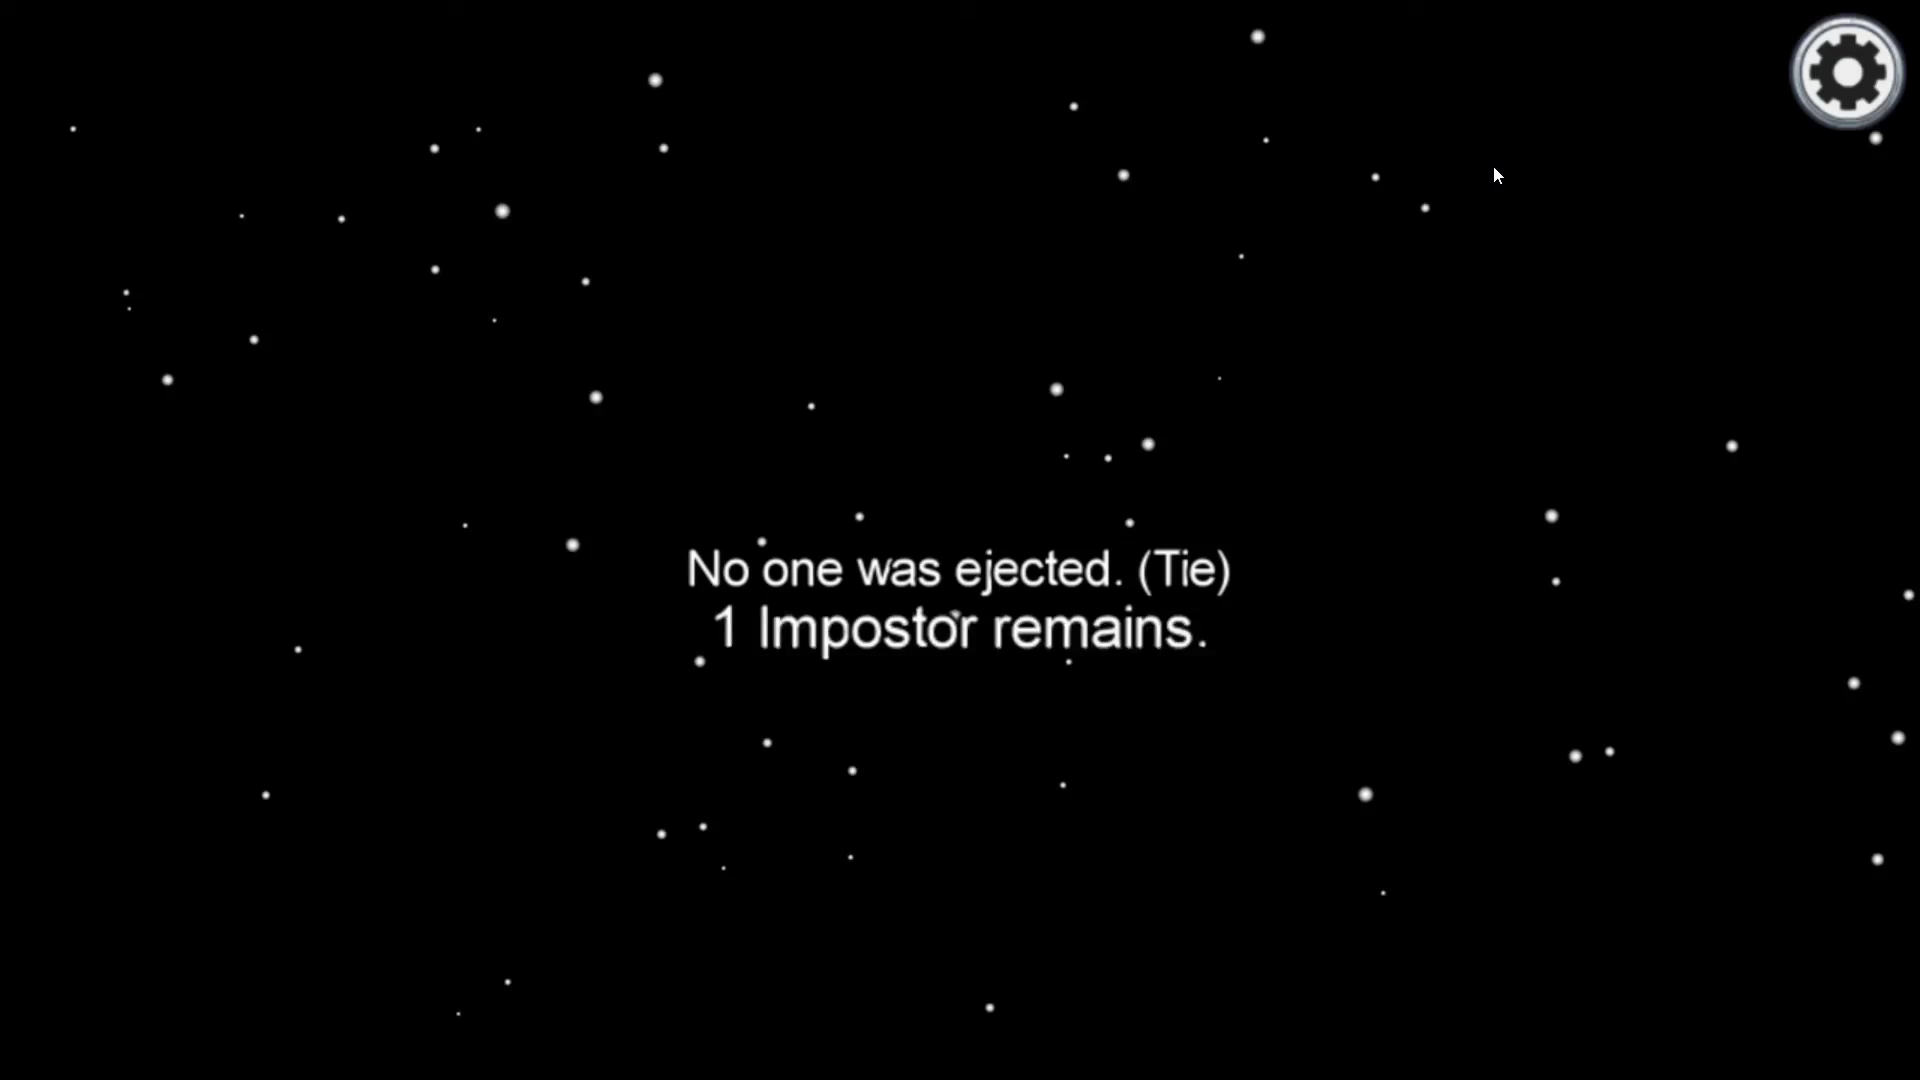 No one was ejected. (Tie)
1 Impostor remains.